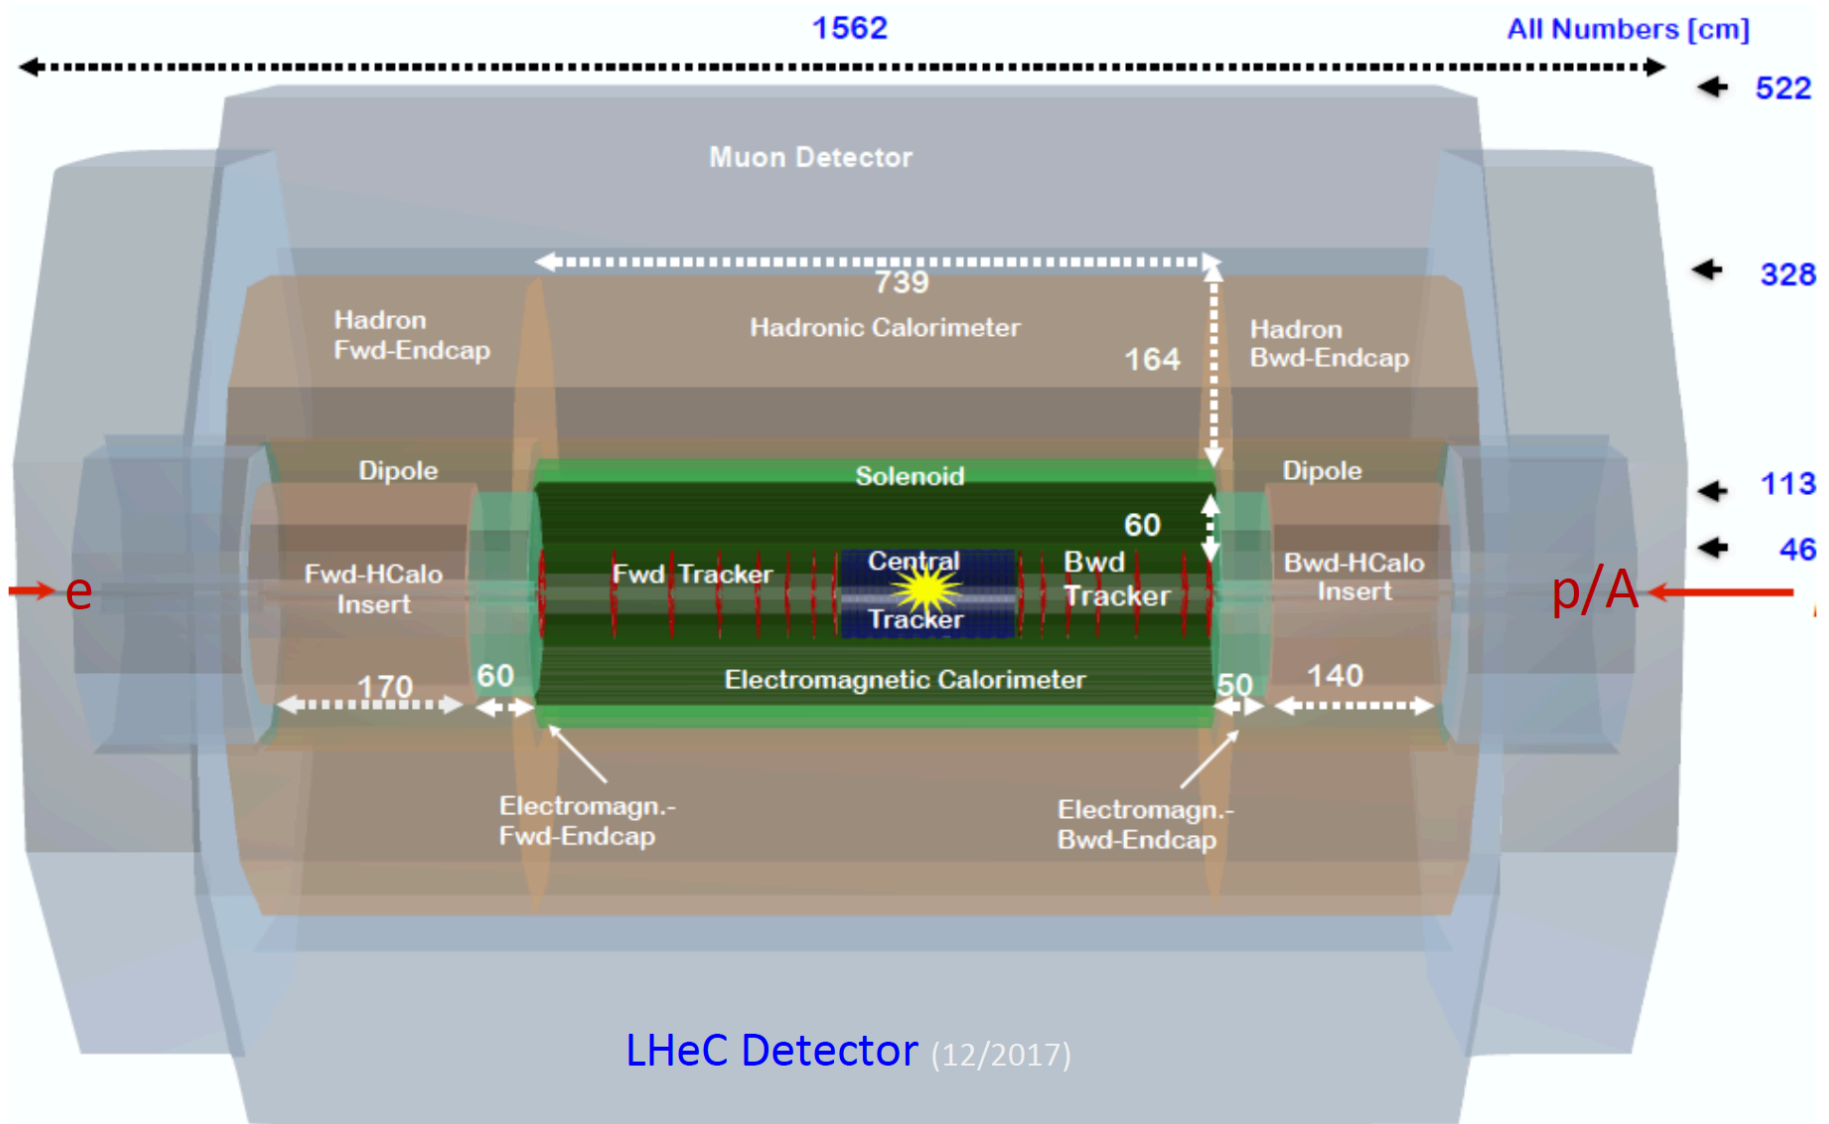 1562
All Numbers [cm]
522
Muon Detector
328
739
Hadron
Fwd-Endcap
Hadronic Calorimeter
Hadron
Bwd-Endcap
164
Dipole
Solenoid
Dipole
113
60
46
Fwd-HCalo
Insert
Fwd Tracker
Central
Tracker
Bwd
Tracker
Bwd-HCalo
Insert
e
p/A
170
60
Electromagnetic Calorimeter
50
140
Electromagn.-
Fwd-Endcap
Electromagn.-
Bwd-Endcap
LHeC Detector (12/2017)